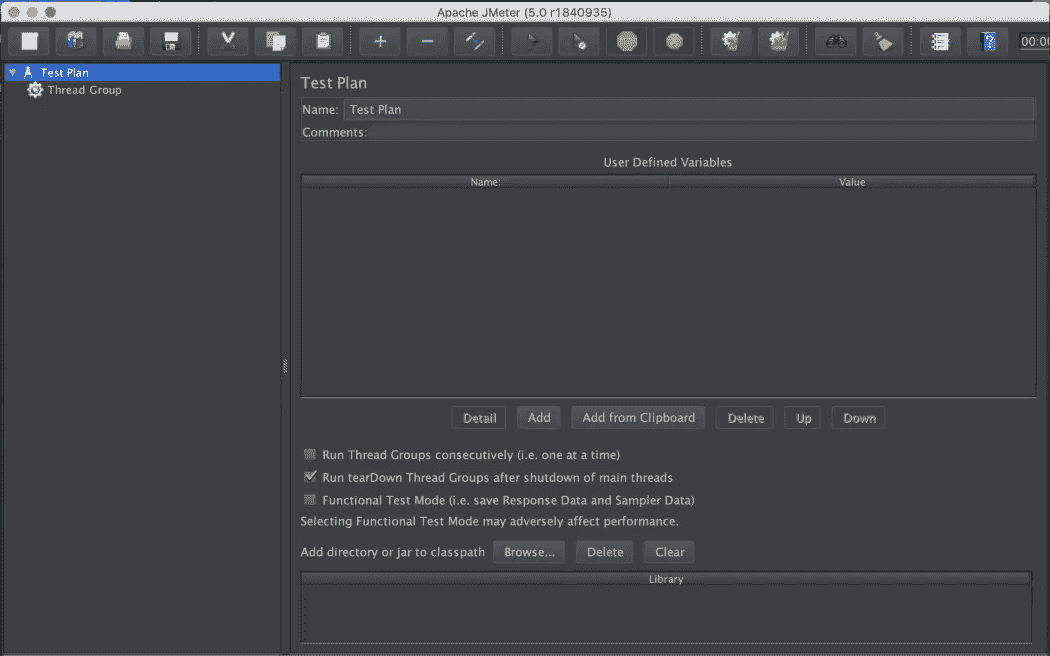 Apache JMeter (5.0 r1840935)
00:00
Test Plan
Thread Group
Test Plan
Name: Test Plan
Comments:
User Defined Variables
Name: Value
Detail Add Add from Clipboard Delete Up Down
Run Thread Groups consecutively (i.e. one at a time)
Run tearDown Thread Groups after shutdown of main threads
Functional Test Mode (i.e. save Response Data and Sampler Data)
Selecting Functional Test Mode may adversely affect performance.
Add directory or jar to classpath Browse... Delete Clear
Library